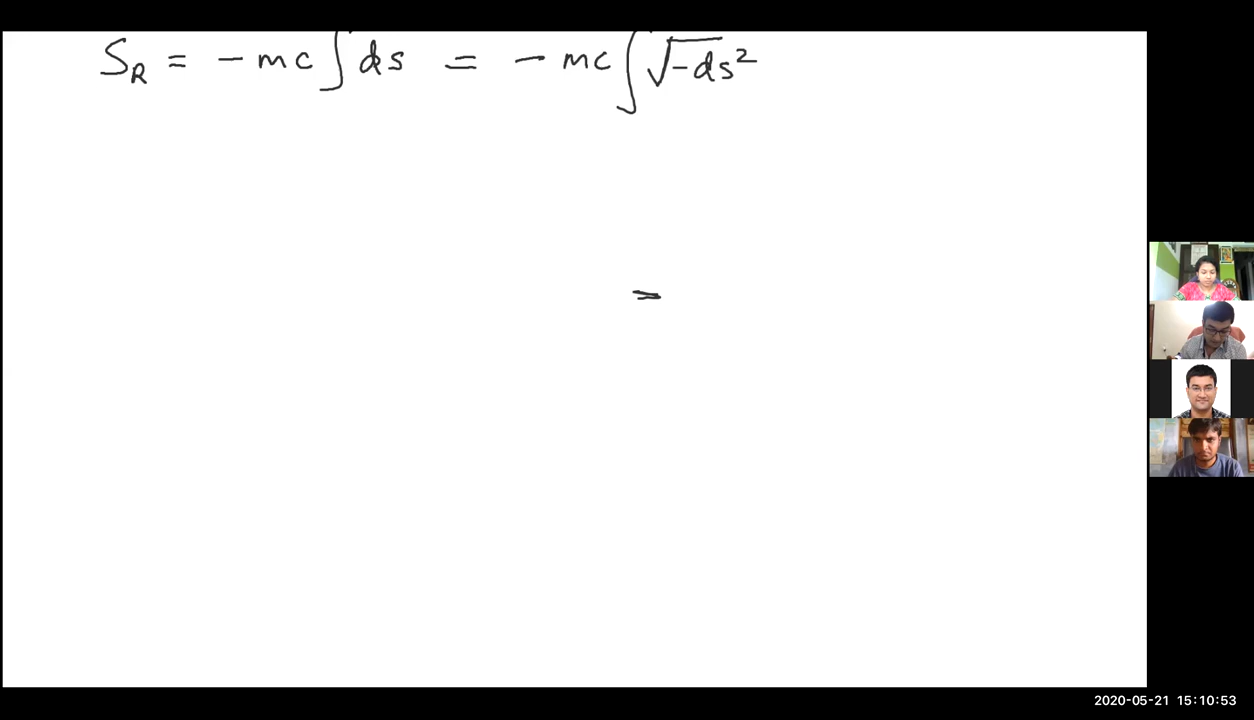 S_R = - mc ∫ ds = - mc ∫ √-ds²
=
2020-05-21 15:10:53